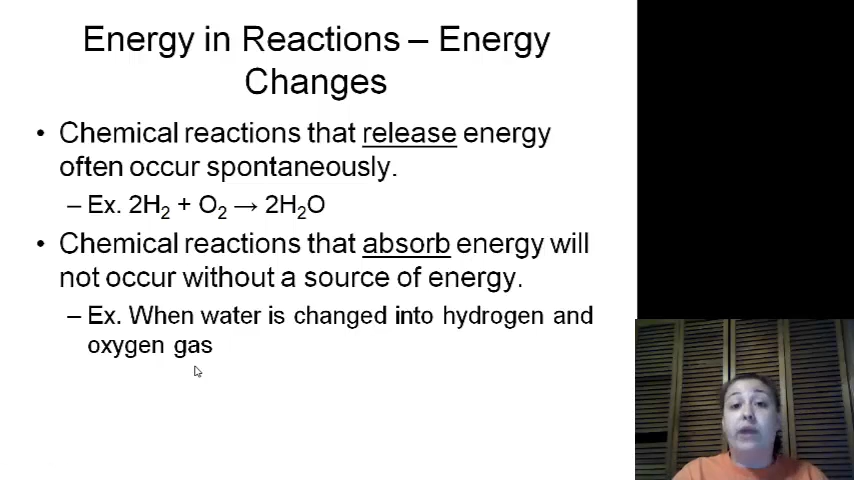 Energy in Reactions – Energy
Changes
• Chemical reactions that release energy
often occur spontaneously.
– Ex. 2H₂ + O₂ → 2H₂O
• Chemical reactions that absorb energy will
not occur without a source of energy.
– Ex. When water is changed into hydrogen and
oxygen gas